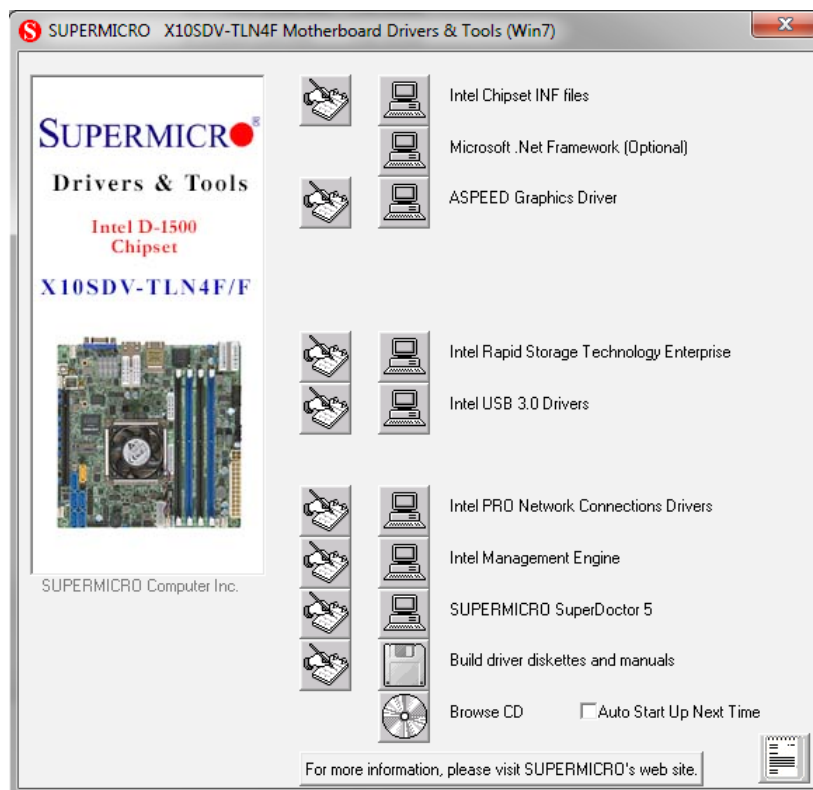 SUPERMICRO X10SDV-TLN4F Motherboard Drivers & Tools (Win7)
SUPERMICRO®
Drivers & Tools
Intel D-1500
Chipset
X10SDV-TLN4F/F
SUPERMICRO Computer Inc.
Intel Chipset INF files
Microsoft .Net Framework (Optional)
ASPEED Graphics Driver
Intel Rapid Storage Technology Enterprise
Intel USB 3.0 Drivers
Intel PRO Network Connections Drivers
Intel Management Engine
SUPERMICRO SuperDoctor 5
Build driver diskettes and manuals
Browse CD
Auto Start Up Next Time
For more information, please visit SUPERMICRO's web site.